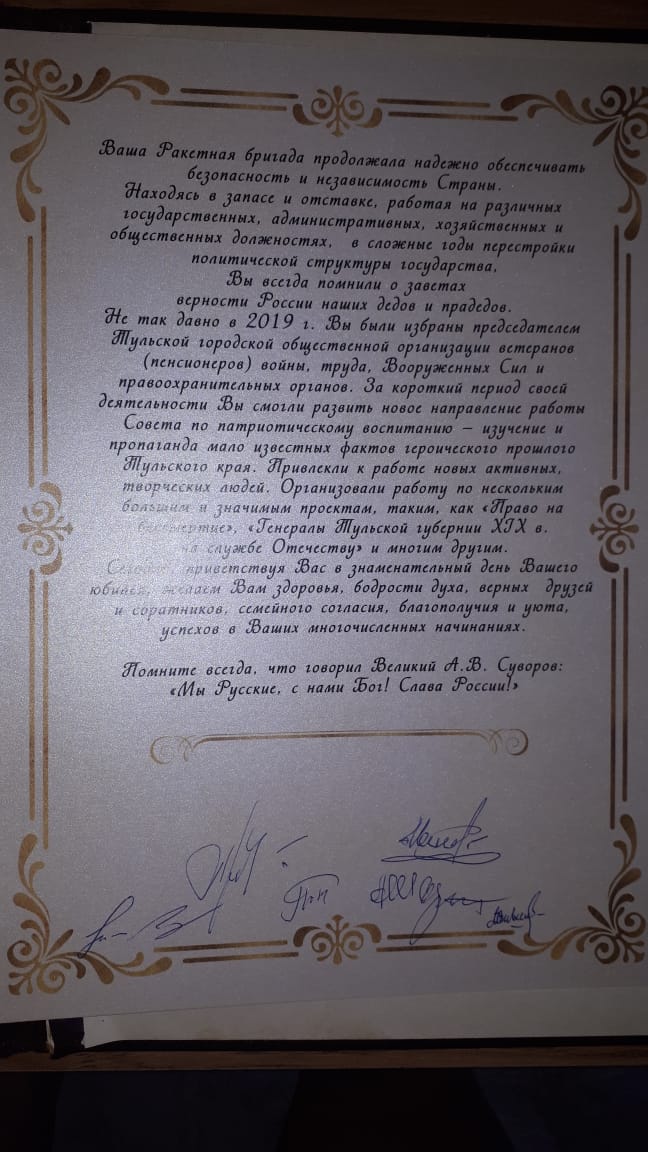 Ваша Ракетная бригада продолжала надежно обеспечивать
безопасность и независимость Страны.
Находясь в запасе и отставке, работая на различных
государственных, административных, хозяйственных и
общественных должностях, в сложные годы перестройки
политической структуры государства,
Вы всегда помнили о заветах
верности России наших дедов и прадедов.
Не так давно в 2019 г. Вы были избраны председателем
Тульской городской общественной организации ветеранов
(пенсионеров) войны, труда, Вооруженных Сил и
правоохранительных органов. За короткий период своей
деятельности Вы смогли развить новое направление работы
Совета по патриотическому воспитанию – изучение и
пропаганда мало известных фактов героического прошлого
Тульского края. Привлекли к работе новых активных,
творческих людей. Организовали работу по нескольким
большим и значимым проектам, таким, как «Право на
бессмертие», «Генералы Тульской губернии XIX в.
на службе Отечеству» и многим другим.
Сегодня, приветствуя Вас в знаменательный день Вашего
юбилея, желаем Вам здоровья, бодрости духа, верных друзей
и соратников, семейного согласия, благополучия и уюта,
успехов в Ваших многочисленных начинаниях.
Помните всегда, что говорил Великий А.В. Суворов:
«Мы Русские, с нами Бог! Слава России!»